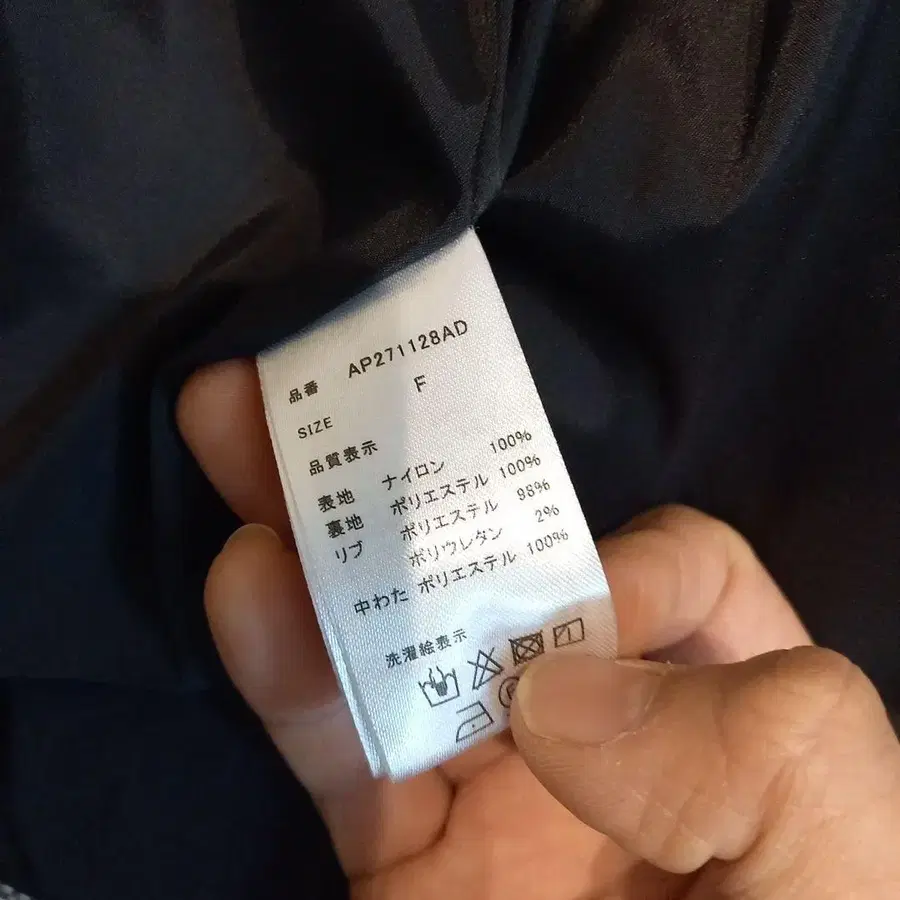 品番 AP271128AD
SIZE F
品質表示
表地 ナイロン 100%
裏地 ポリエステル 100%
リブ ポリエステル 98%
ポリウレタン 2%
中わた ポリエステル 100%
洗濯絵表示